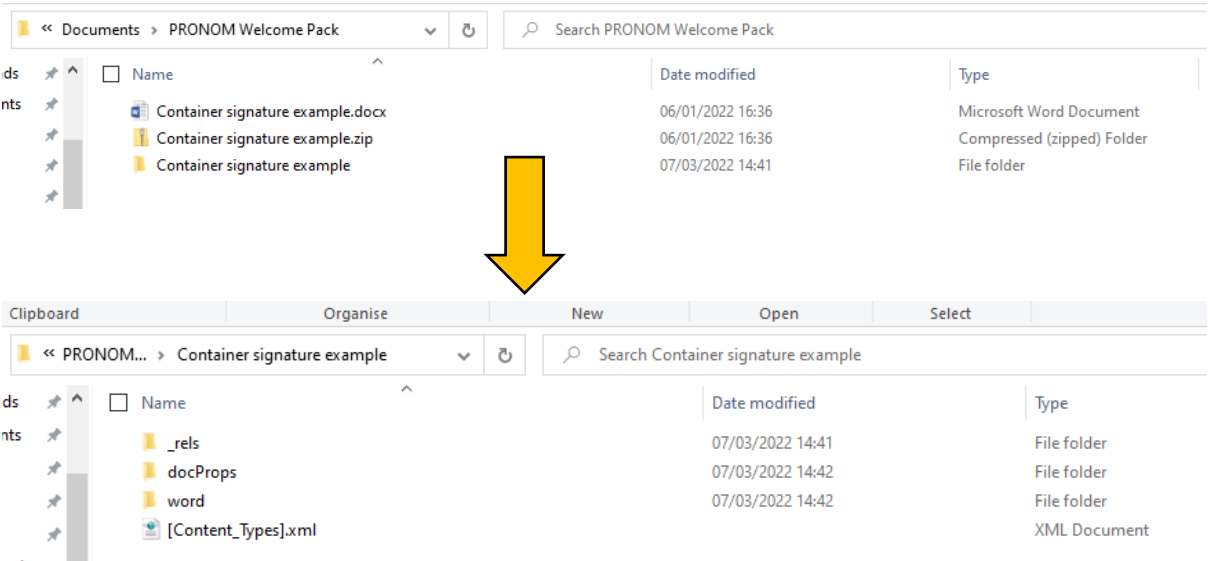 « Documents > PRONOM Welcome Pack Search PRONOM Welcome Pack
ds Name Date modified Type
nts Container signature example.docx 06/01/2022 16:36 Microsoft Word Document
Container signature example.zip 06/01/2022 16:36 Compressed (zipped) Folder
Container signature example 07/03/2022 14:41 File folder
Clipboard Organise New Open Select
« PRONOM... > Container signature example Search Container signature example
ds Name Date modified Type
nts _rels 07/03/2022 14:41 File folder
docProps 07/03/2022 14:42 File folder
word 07/03/2022 14:42 File folder
[Content_Types].xml XML Document